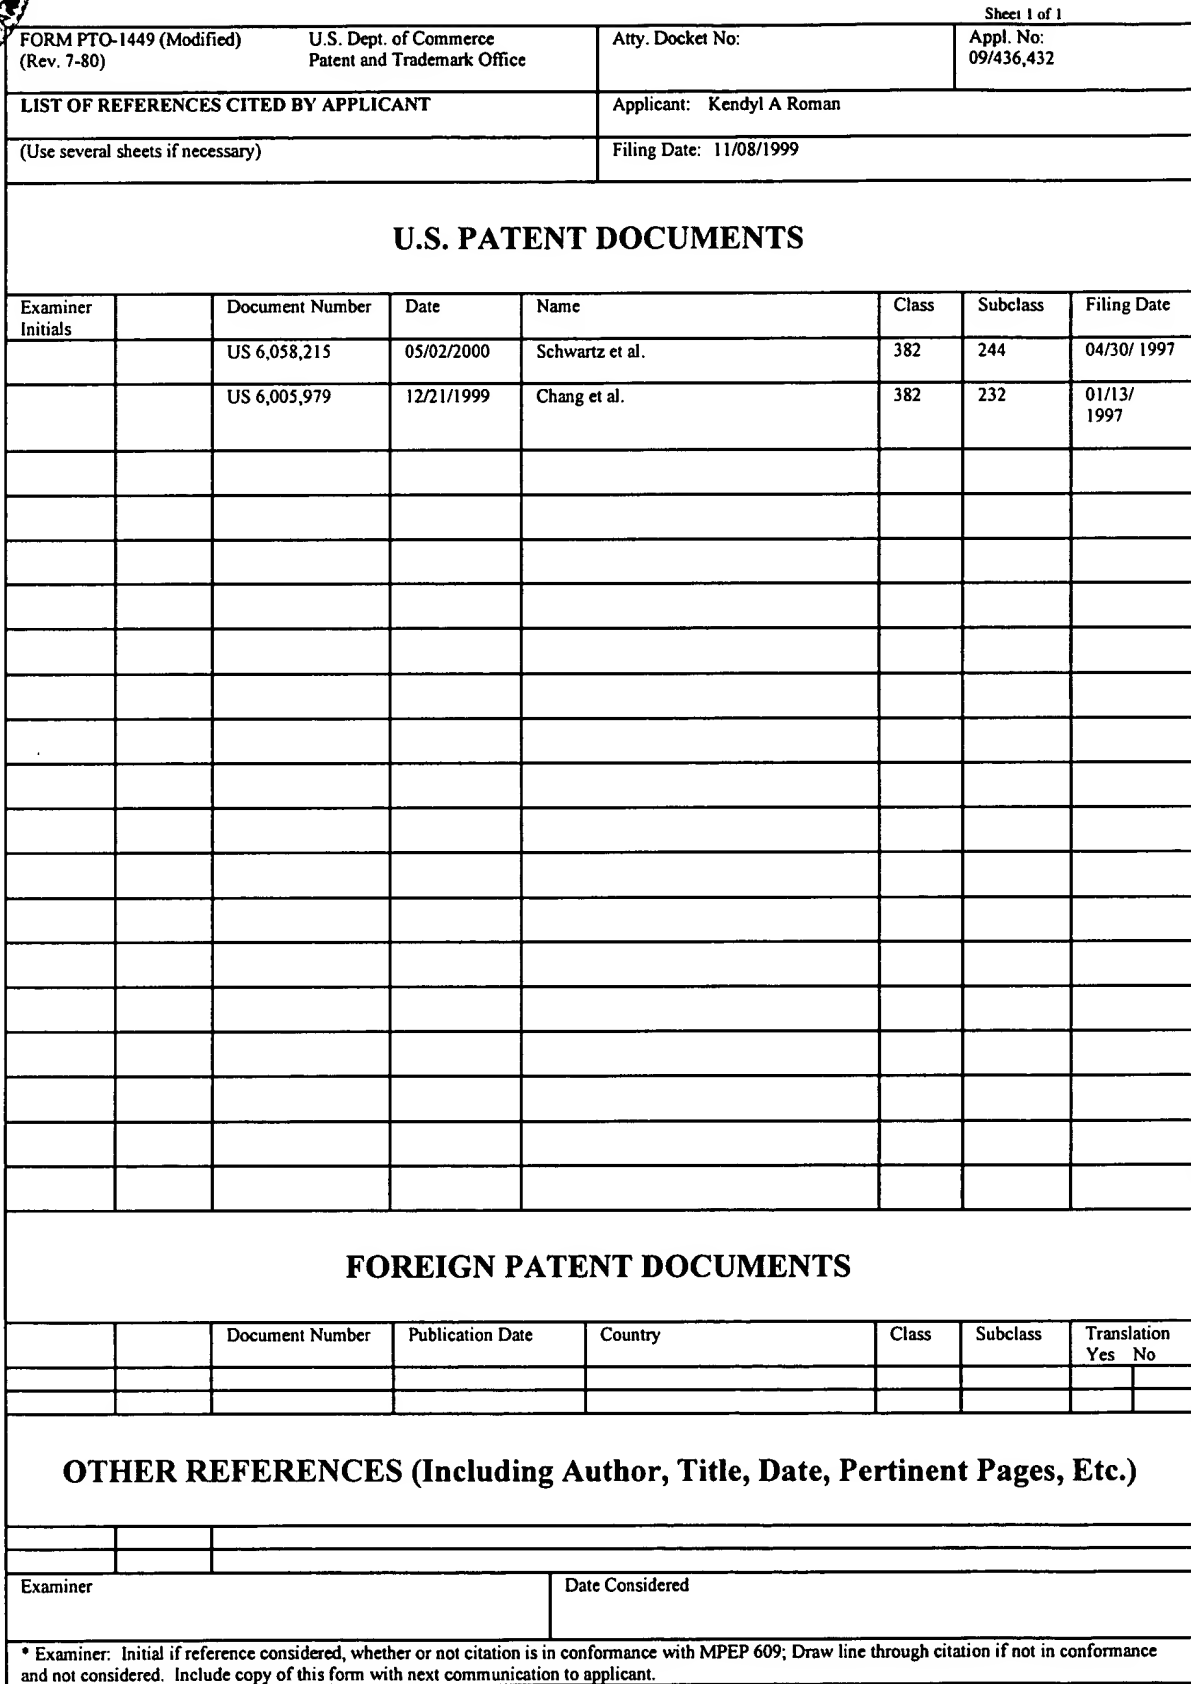 Sheet 1 of 1
FORM PTO-1449 (Modified) U.S. Dept. of Commerce Atty. Docket No: Appl. No:
(Rev. 7-80) Patent and Trademark Office 09/436,432
LIST OF REFERENCES CITED BY APPLICANT Applicant: Kendyl A Roman
(Use several sheets if necessary) Filing Date: 11/08/1999
U.S. PATENT DOCUMENTS
Examiner Document Number Date Name Class Subclass Filing Date
Initials
US 6,058,215 05/02/2000 Schwartz et al. 382 244 04/30/ 1997
US 6,005,979 12/21/1999 Chang et al. 382 232 01/13/
1997
FOREIGN PATENT DOCUMENTS
Document Number Publication Date Country Class Subclass Translation
Yes No
OTHER REFERENCES (Including Author, Title, Date, Pertinent Pages, Etc.)
Examiner Date Considered
* Examiner: Initial if reference considered, whether or not citation is in conformance with MPEP 609; Draw line through citation if not in conformance
and not considered. Include copy of this form with next communication to applicant.